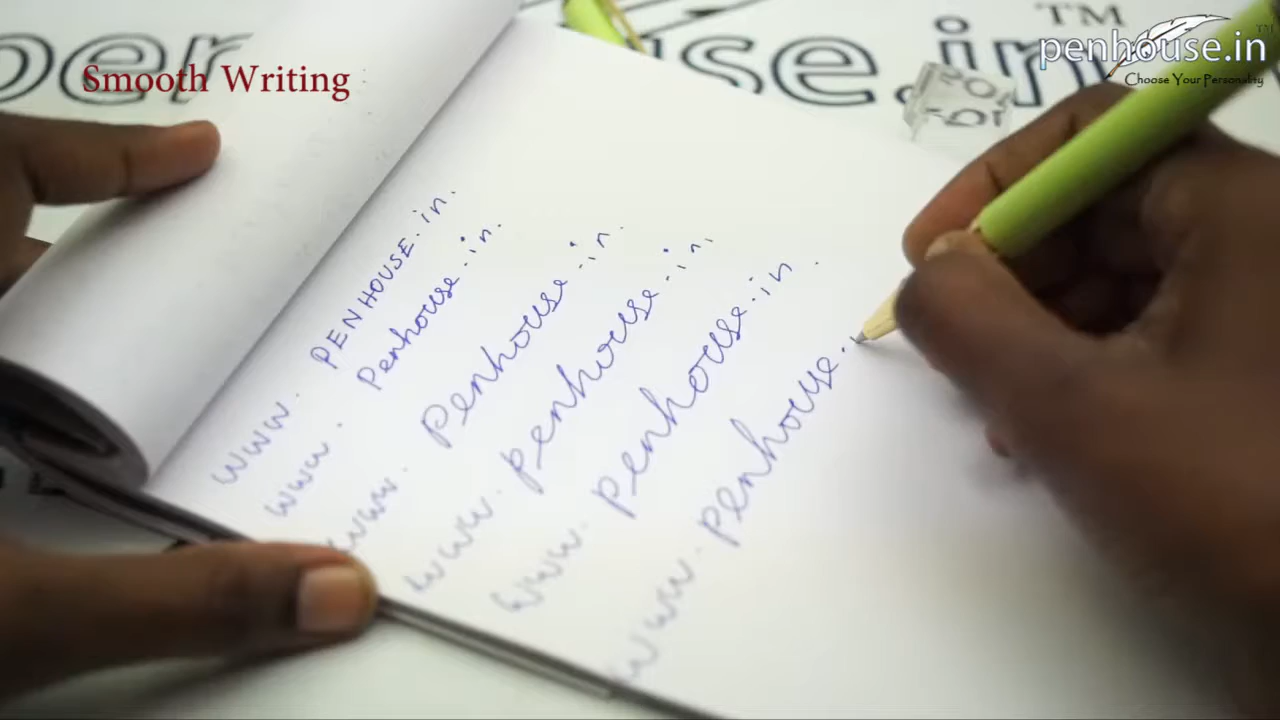 Smooth Writing
TM
penhouse.in
Choose Your Personality
www. PENHOUSE.in.
www. Penhouse.in.
www. Penhouse.in.
www. penhouse.in.
www. penhouse.in.
www. penhouse.